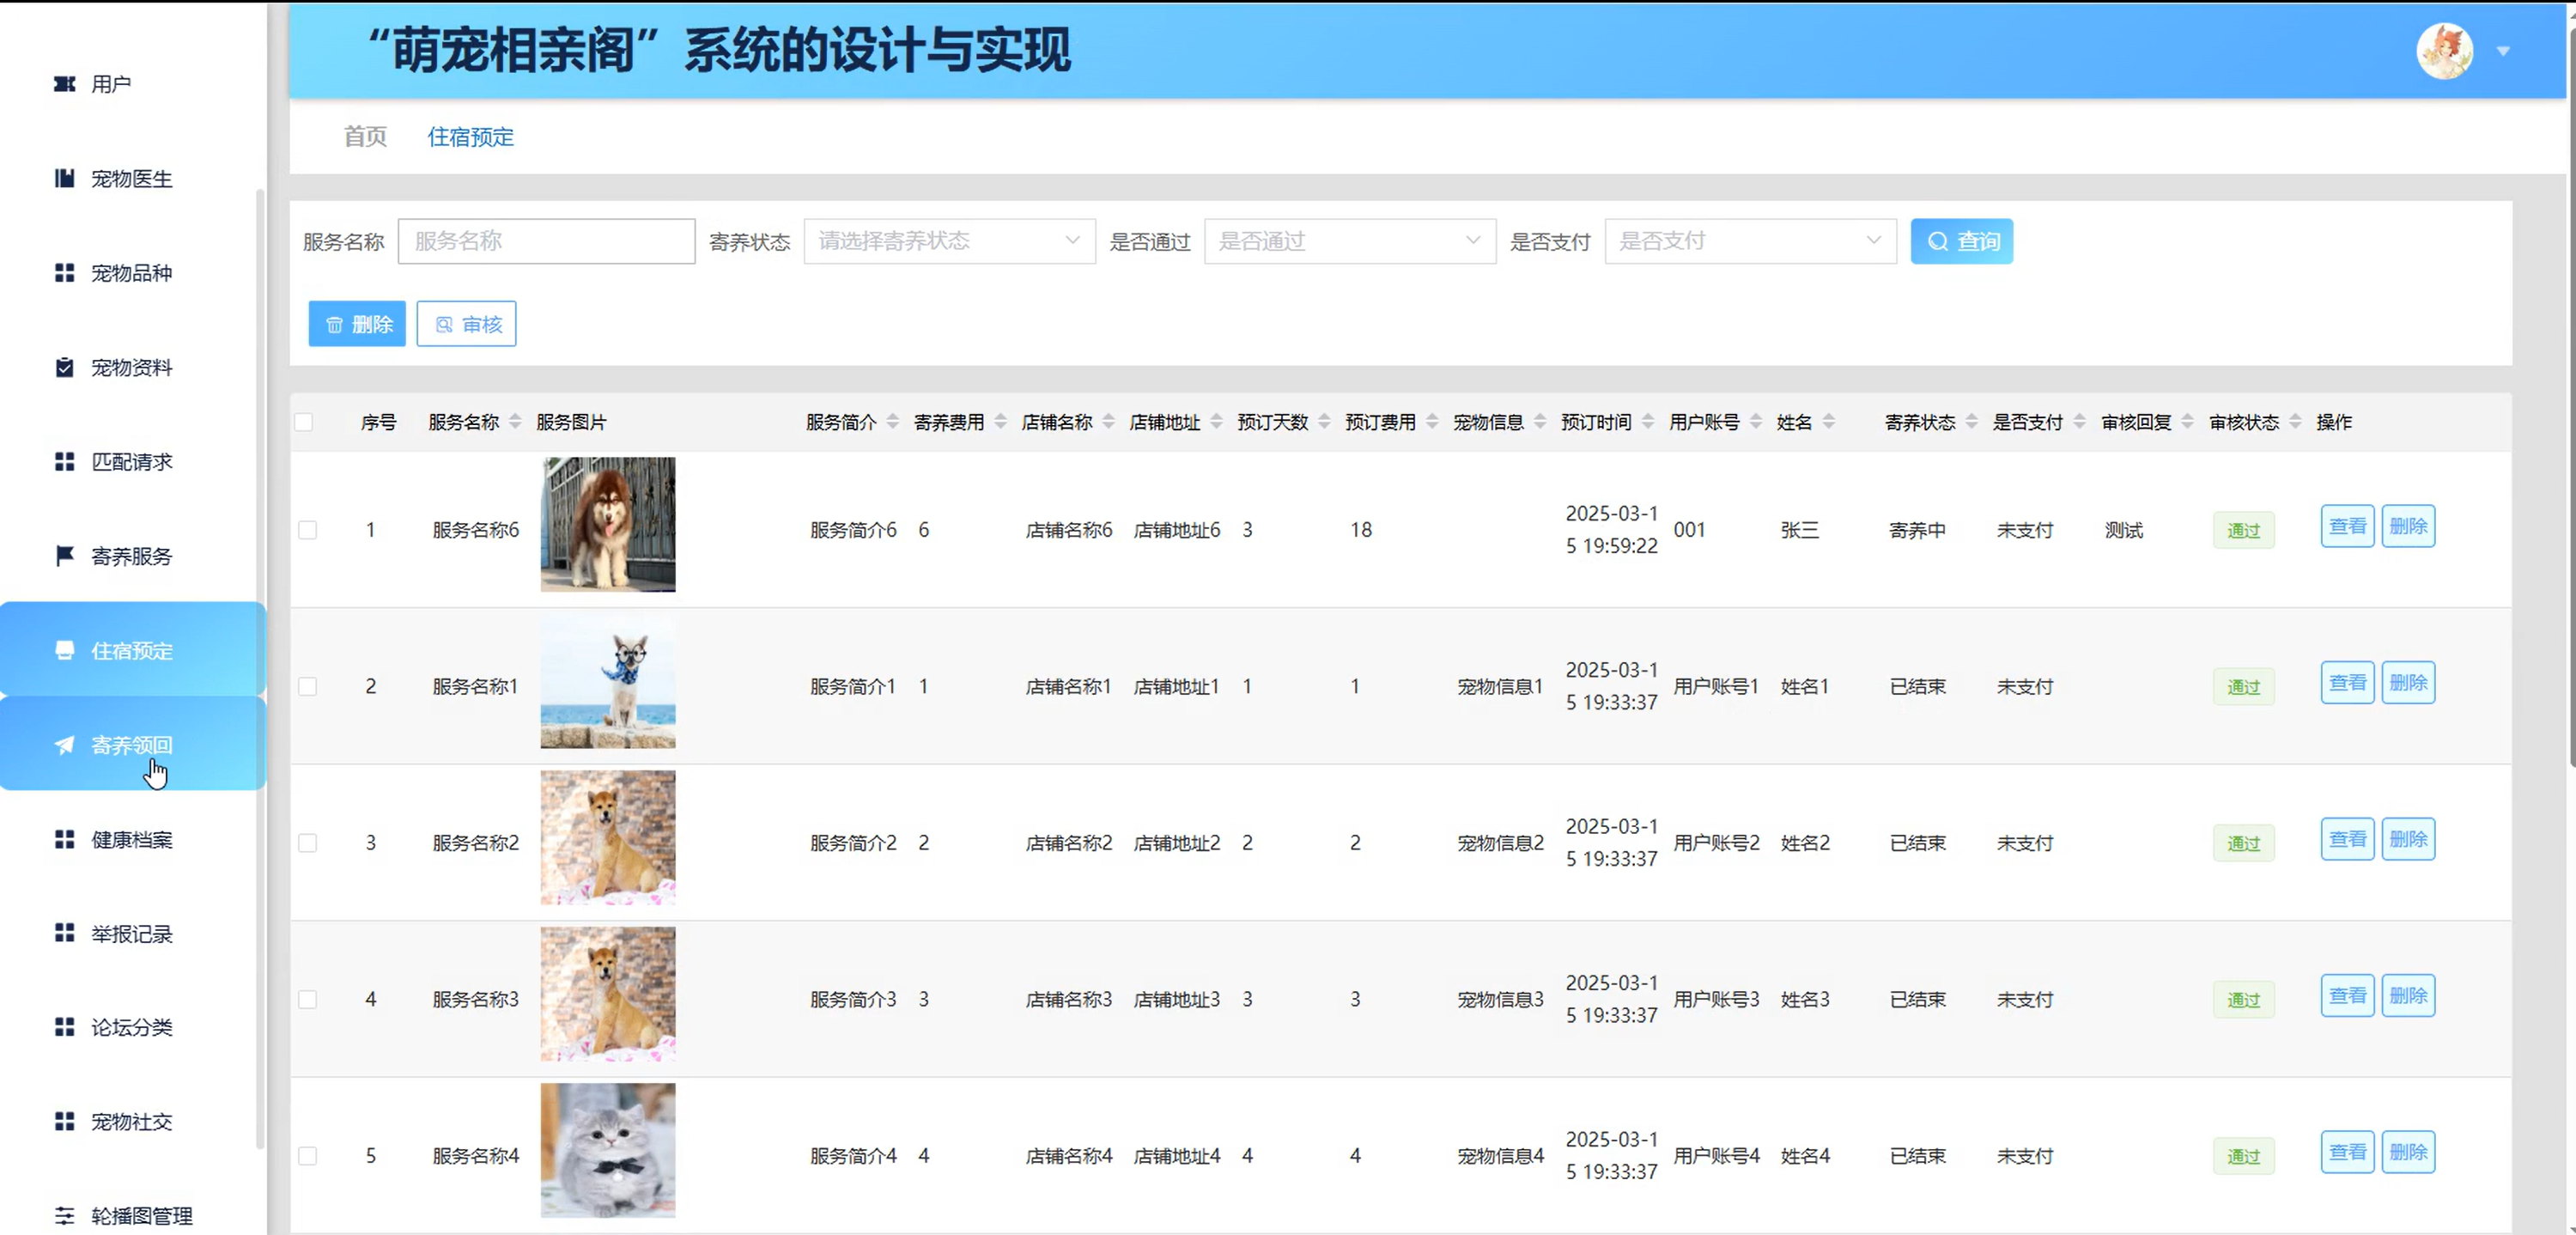 “萌宠相亲阁”系统的设计与实现
用户
宠物医生
宠物品种
宠物资料
匹配请求
寄养服务
住宿预定
寄养领回
健康档案
举报记录
论坛分类
宠物社交
轮播图管理
首页 住宿预定
服务名称 服务名称 寄养状态 请选择寄养状态 是否通过 是否通过 是否支付 是否支付 查询
删除 审核
序号 服务名称 服务图片 服务简介 寄养费用 店铺名称 店铺地址 预订天数 预订费用 宠物信息 预订时间 用户账号 姓名 寄养状态 是否支付 审核回复 审核状态 操作
1 服务名称6 服务简介6 6 店铺名称6 店铺地址6 3 18 2025-03-1
5 19:59:22 001 张三 寄养中 未支付 测试 通过 查看 删除
2 服务名称1 服务简介1 1 店铺名称1 店铺地址1 1 1 宠物信息1 2025-03-1
5 19:33:37 用户账号1 姓名1 已结束 未支付 通过 查看 删除
3 服务名称2 服务简介2 2 店铺名称2 店铺地址2 2 2 宠物信息2 2025-03-1
5 19:33:37 用户账号2 姓名2 已结束 未支付 通过 查看 删除
4 服务名称3 服务简介3 3 店铺名称3 店铺地址3 3 3 宠物信息3 2025-03-1
5 19:33:37 用户账号3 姓名3 已结束 未支付 通过 查看 删除
5 服务名称4 服务简介4 4 店铺名称4 店铺地址4 4 4 宠物信息4 2025-03-1
5 19:33:37 用户账号4 姓名4 已结束 未支付 通过 查看 删除